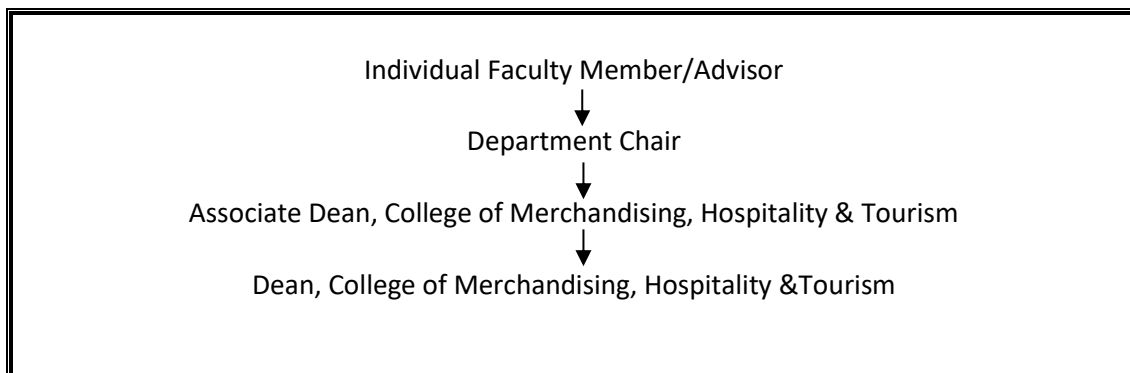 Individual Faculty Member/Advisor
Department Chair
Associate Dean, College of Merchandising, Hospitality & Tourism
Dean, College of Merchandising, Hospitality &Tourism